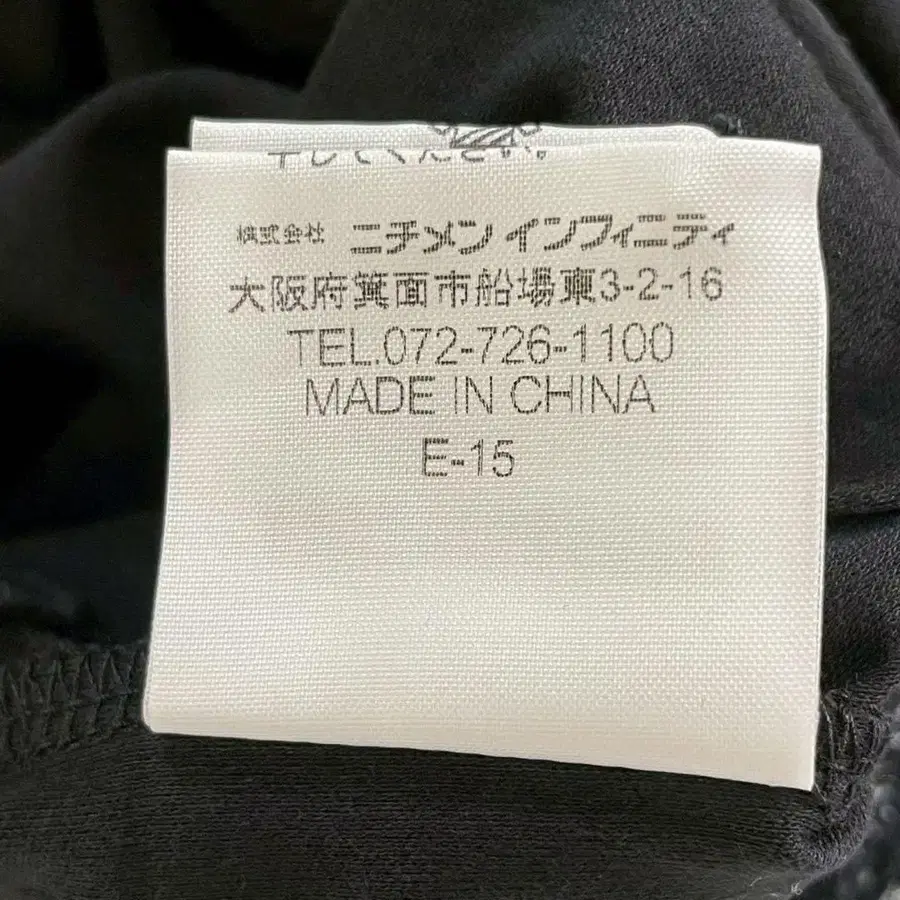 株式会社 ニチメン インフィニティ
大阪府箕面市船場東3-2-16
TEL.072-726-1100
MADE IN CHINA
E-15